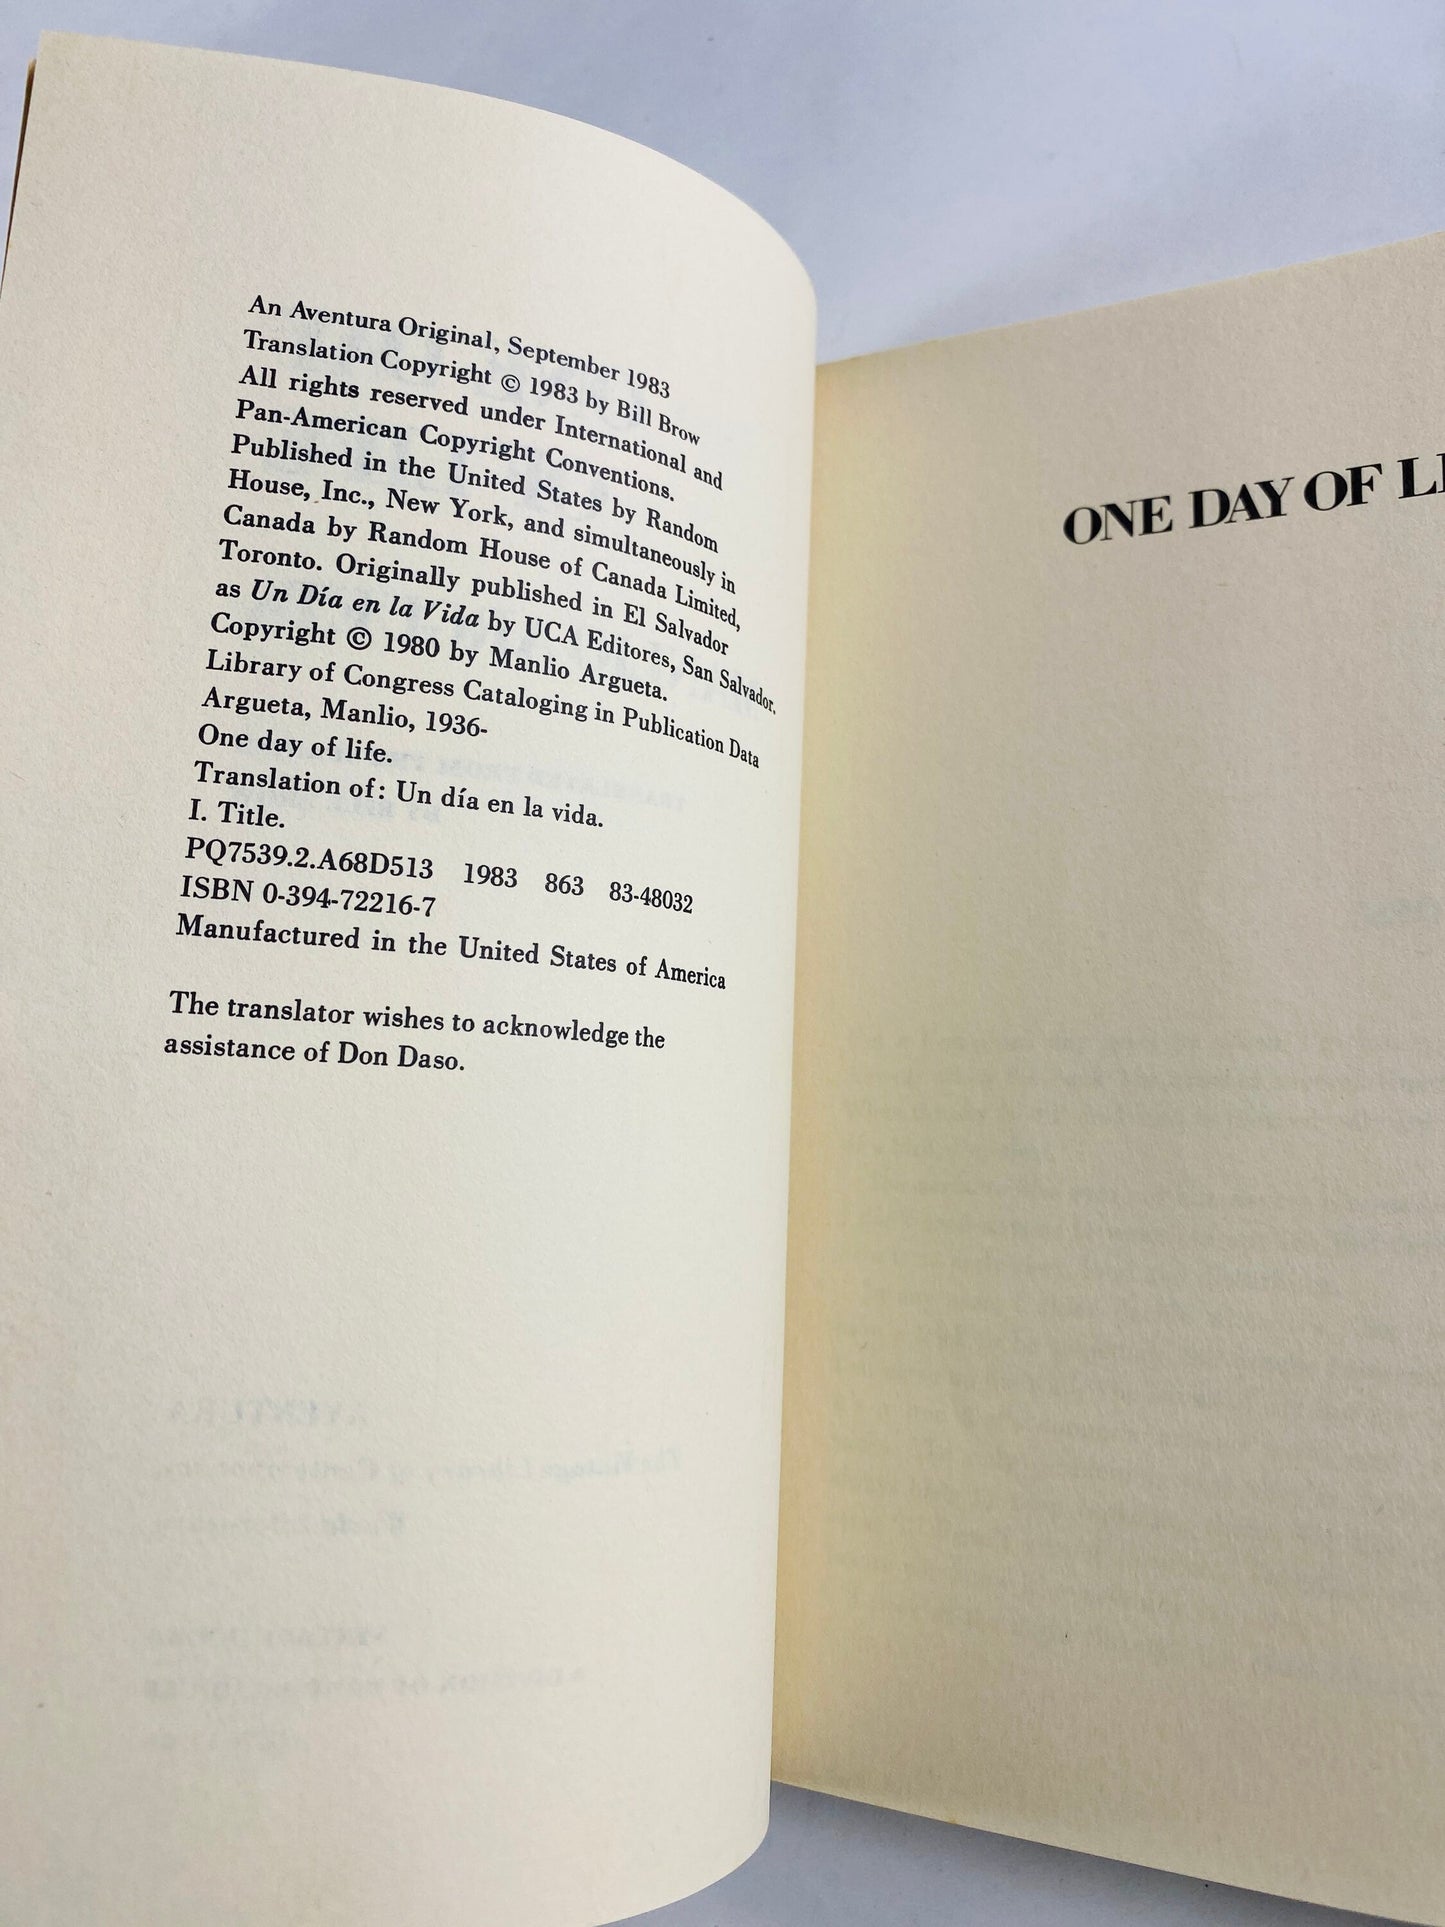 An Aventura Original, September 1983
Translation Copyright © 1983 by Bill Brow
All rights reserved under International and
Pan-American Copyright Conventions.
Published in the United States by Random
House, Inc., New York, and simultaneously in
Canada by Random House of Canada Limited,
Toronto. Originally published in El Salvador
as Un Día en la Vida by UCA Editores, San Salvador.
Copyright © 1980 by Manlio Argueta.
Library of Congress Cataloging in Publication Data
Argueta, Manlio, 1936-
One day of life.
Translation of: Un día en la vida.
I. Title.
PQ7539.2.A68D513 1983 863 83-48032
ISBN 0-394-72216-7
Manufactured in the United States of America
The translator wishes to acknowledge the
assistance of Don Daso.
ONE DAY OF